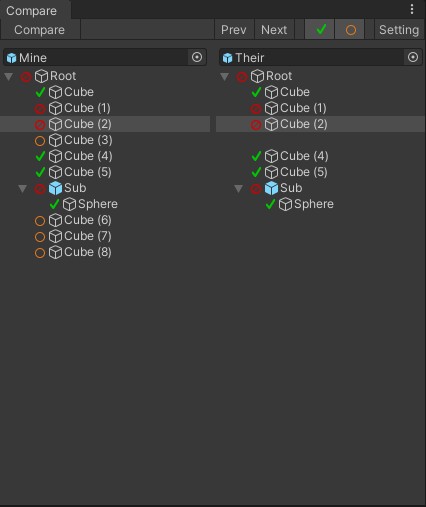 Compare
Compare Prev Next Setting
Mine Their
Root Root
Cube Cube
Cube (1) Cube (1)
Cube (2) Cube (2)
Cube (3)
Cube (4) Cube (4)
Cube (5) Cube (5)
Sub Sub
Sphere Sphere
Cube (6)
Cube (7)
Cube (8)